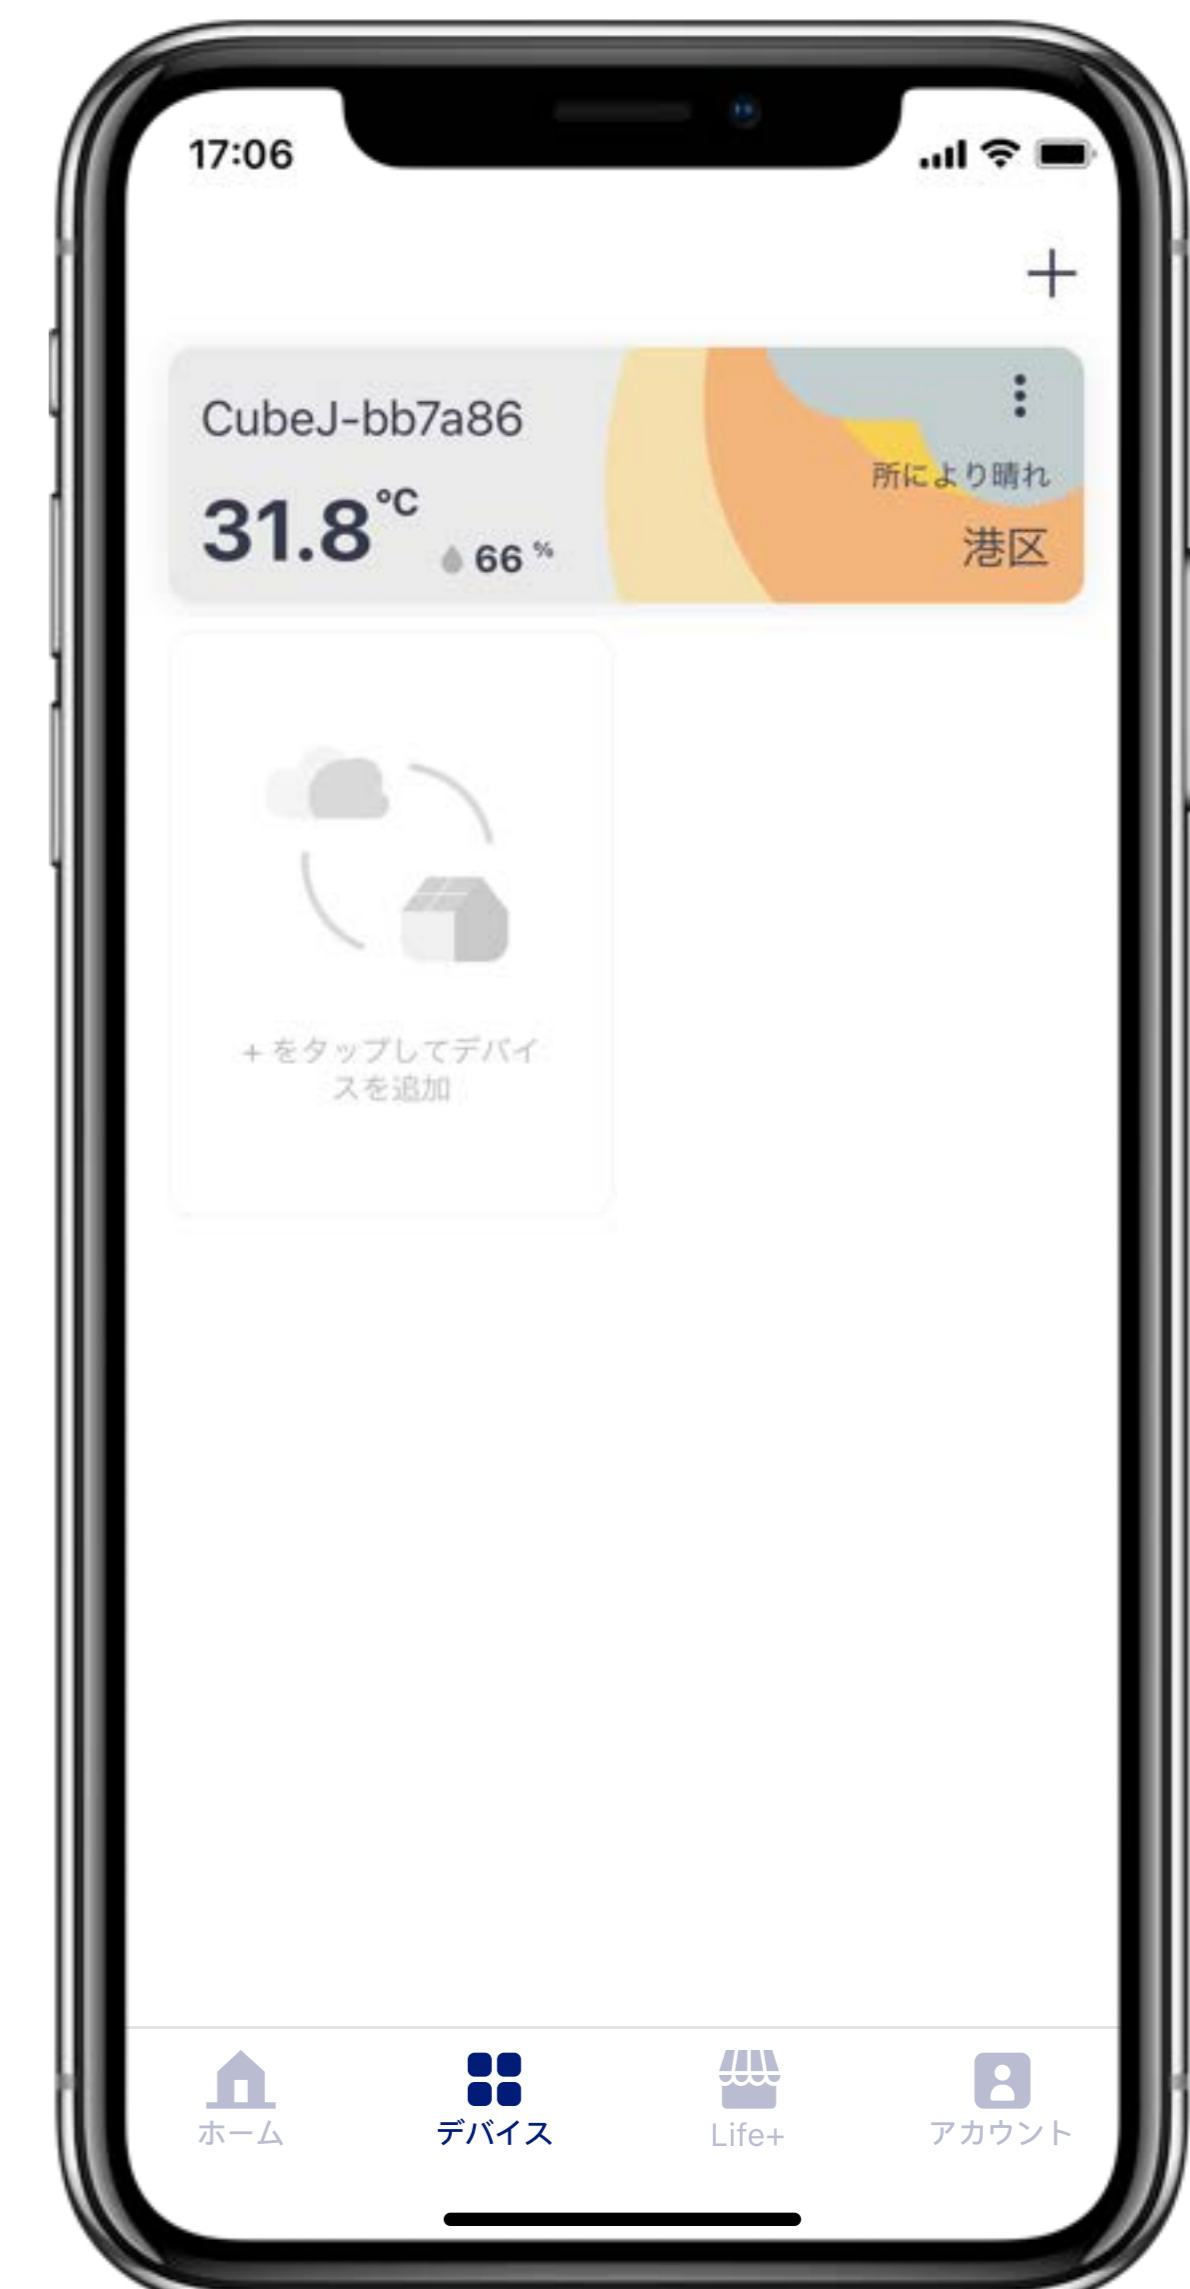 17:06
CubeJ-bb7a86
所により晴れ
31.8℃
66 %
港区
+ をタップしてデバイ
スを追加
ホーム
デバイス
Life+
アカウント